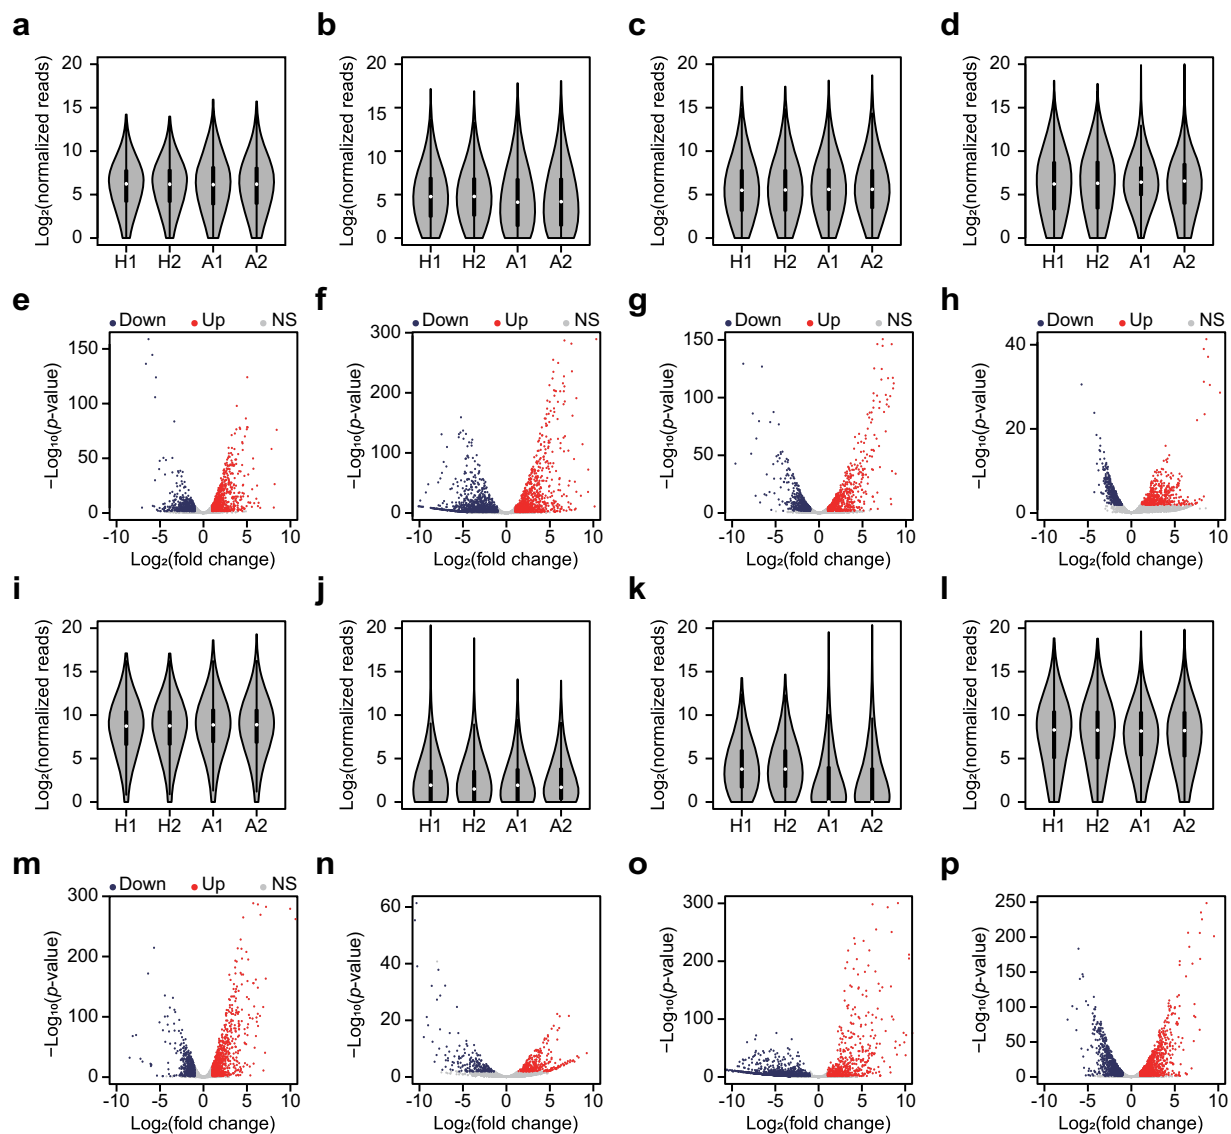 a
b
c
d
Log₂(normalized reads)
20
15
10
5
0
H1 H2 A1 A2
Log₂(normalized reads)
20
15
10
5
0
H1 H2 A1 A2
Log₂(normalized reads)
20
15
10
5
0
H1 H2 A1 A2
Log₂(normalized reads)
20
15
10
5
0
H1 H2 A1 A2
e
f
g
h
Down Up NS
−Log₁₀(p-value)
150
100
50
0
-10 -5 0 5 10
Log₂(fold change)
Down Up NS
−Log₁₀(p-value)
300
200
100
0
-10 -5 0 5 10
Log₂(fold change)
Down Up NS
−Log₁₀(p-value)
150
100
50
0
-10 -5 0 5 10
Log₂(fold change)
Down Up NS
−Log₁₀(p-value)
40
20
0
-10 -5 0 5 10
Log₂(fold change)
i
j
k
l
Log₂(normalized reads)
20
15
10
5
0
H1 H2 A1 A2
Log₂(normalized reads)
20
15
10
5
0
H1 H2 A1 A2
Log₂(normalized reads)
20
15
10
5
0
H1 H2 A1 A2
Log₂(normalized reads)
20
15
10
5
0
H1 H2 A1 A2
m
n
o
p
Down Up NS
−Log₁₀(p-value)
300
200
100
0
-10 -5 0 5 10
Log₂(fold change)
−Log₁₀(p-value)
60
40
20
0
-10 -5 0 5 10
Log₂(fold change)
−Log₁₀(p-value)
300
200
100
0
-10 -5 0 5 10
Log₂(fold change)
−Log₁₀(p-value)
250
200
150
100
50
0
-10 -5 0 5 10
Log₂(fold change)